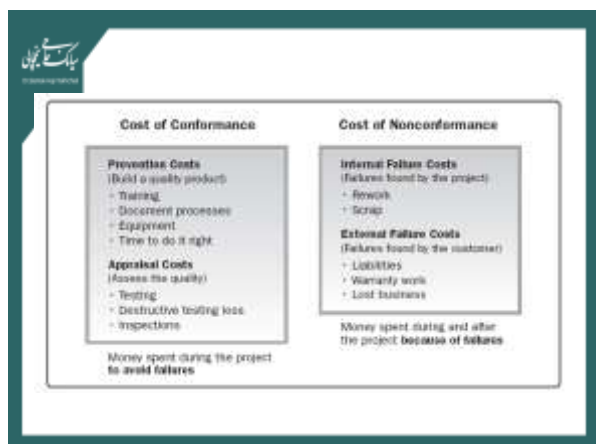 Cost of Conformance
Prevention Costs
(Build a quality product)
• Training
• Document processes
• Equipment
• Time to do it right
Appraisal Costs
(Assess the quality)
• Testing
• Destructive testing loss
• Inspections
Money spent during the project
to avoid failures
Cost of Nonconformance
Internal Failure Costs
(Failures found by the project)
• Rework
• Scrap
External Failure Costs
(Failures found by the customer)
• Liabilities
• Warranty work
• Lost business
Money spent during and after
the project because of failures